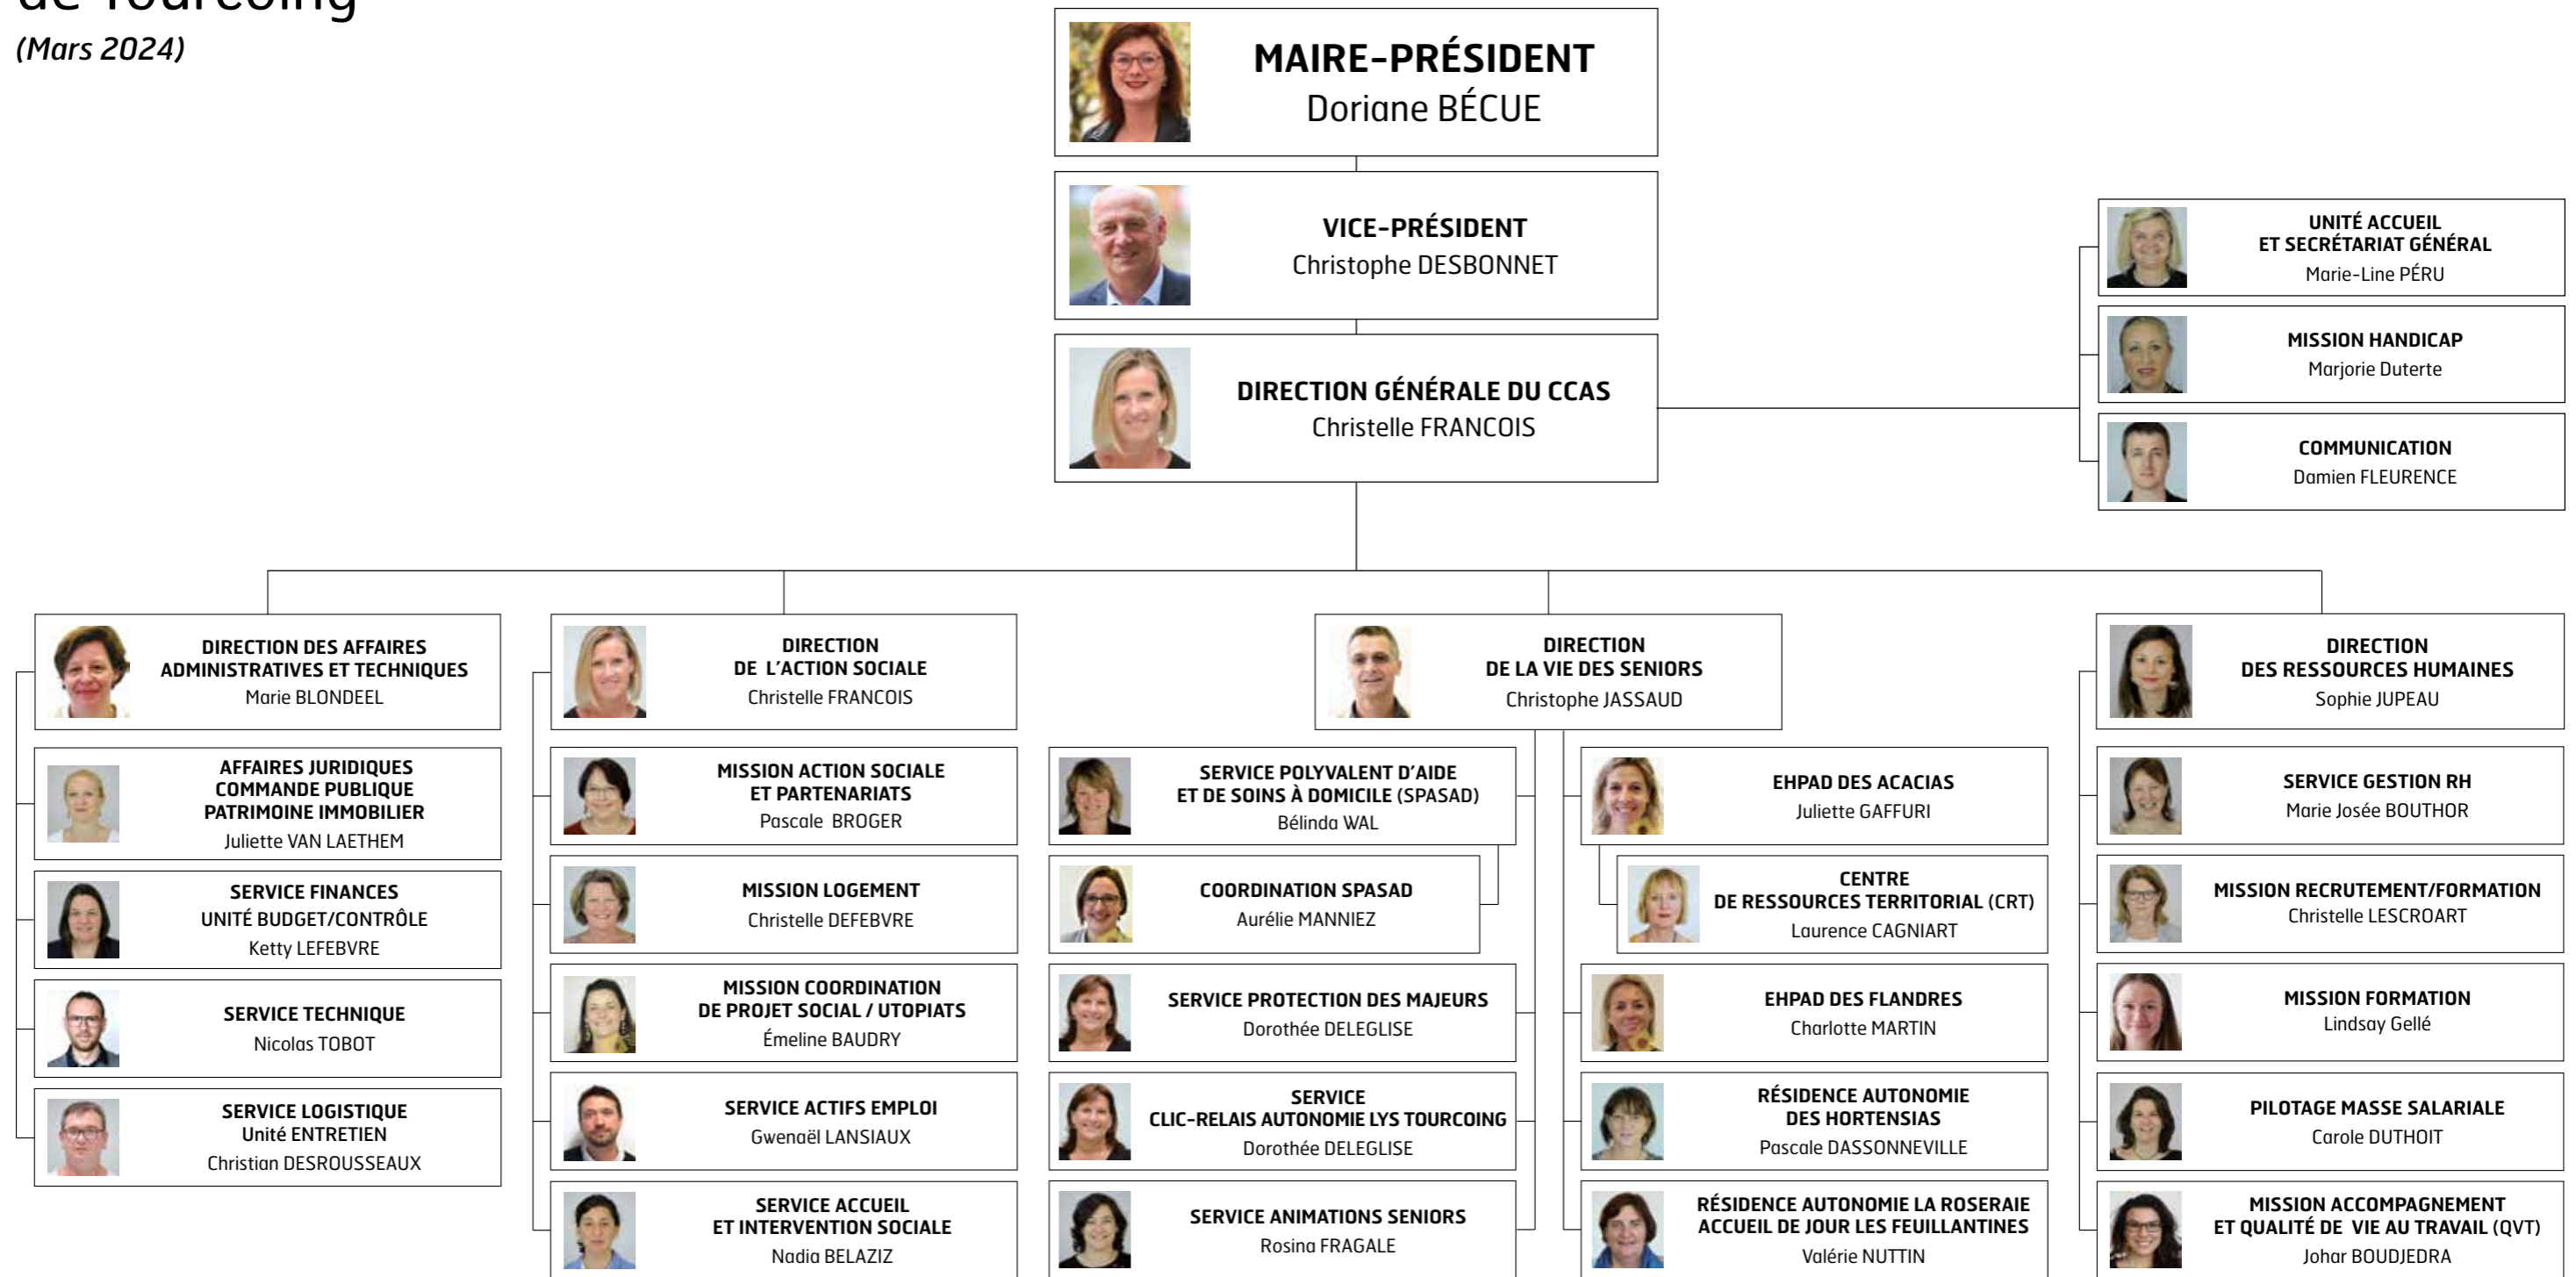 de Tourcoing
(Mars 2024)
MAIRE-PRÉSIDENT
Doriane BÉCUE
VICE-PRÉSIDENT
Christophe DESBONNET
DIRECTION GÉNÉRALE DU CCAS
Christelle FRANCOIS
UNITÉ ACCUEIL
ET SECRÉTARIAT GÉNÉRAL
Marie-Line PÉRU
MISSION HANDICAP
Marjorie Duterte
COMMUNICATION
Damien FLEURENCE
DIRECTION DES AFFAIRES
ADMINISTRATIVES ET TECHNIQUES
Marie BLONDEEL
AFFAIRES JURIDIQUES
COMMANDE PUBLIQUE
PATRIMOINE IMMOBILIER
Juliette VAN LAETHEM
SERVICE FINANCES
UNITÉ BUDGET/CONTRÔLE
Ketty LEFEBVRE
SERVICE TECHNIQUE
Nicolas TOBOT
SERVICE LOGISTIQUE
Unité ENTRETIEN
Christian DESROUSSEAUX
DIRECTION
DE L'ACTION SOCIALE
Christelle FRANCOIS
MISSION ACTION SOCIALE
ET PARTENARIATS
Pascale BROGER
MISSION LOGEMENT
Christelle DEFEBVRE
MISSION COORDINATION
DE PROJET SOCIAL / UTOPIATS
Émeline BAUDRY
SERVICE ACTIFS EMPLOI
Gwenaël LANSIAUX
SERVICE ACCUEIL
ET INTERVENTION SOCIALE
Nadia BELAZIZ
DIRECTION
DE LA VIE DES SENIORS
Christophe JASSAUD
SERVICE POLYVALENT D'AIDE
ET DE SOINS À DOMICILE (SPASAD)
Bélinda WAL
COORDINATION SPASAD
Aurélie MANNIEZ
SERVICE PROTECTION DES MAJEURS
Dorothée DELEGLISE
SERVICE
CLIC-RELAIS AUTONOMIE LYS TOURCOING
Dorothée DELEGLISE
SERVICE ANIMATIONS SENIORS
Rosina FRAGALE
EHPAD DES ACACIAS
Juliette GAFFURI
CENTRE
DE RESSOURCES TERRITORIAL (CRT)
Laurence CAGNIART
EHPAD DES FLANDRES
Charlotte MARTIN
RÉSIDENCE AUTONOMIE
DES HORTENSIAS
Pascale DASSONNEVILLE
RÉSIDENCE AUTONOMIE LA ROSERAIE
ACCUEIL DE JOUR LES FEUILLANTINES
Valérie NUTTIN
DIRECTION
DES RESSOURCES HUMAINES
Sophie JUPEAU
SERVICE GESTION RH
Marie Josée BOUTHOR
MISSION RECRUTEMENT/FORMATION
Christelle LESCROART
MISSION FORMATION
Lindsay Gellé
PILOTAGE MASSE SALARIALE
Carole DUTHOIT
MISSION ACCOMPAGNEMENT
ET QUALITÉ DE VIE AU TRAVAIL (QVT)
Johar BOUDJEDRA